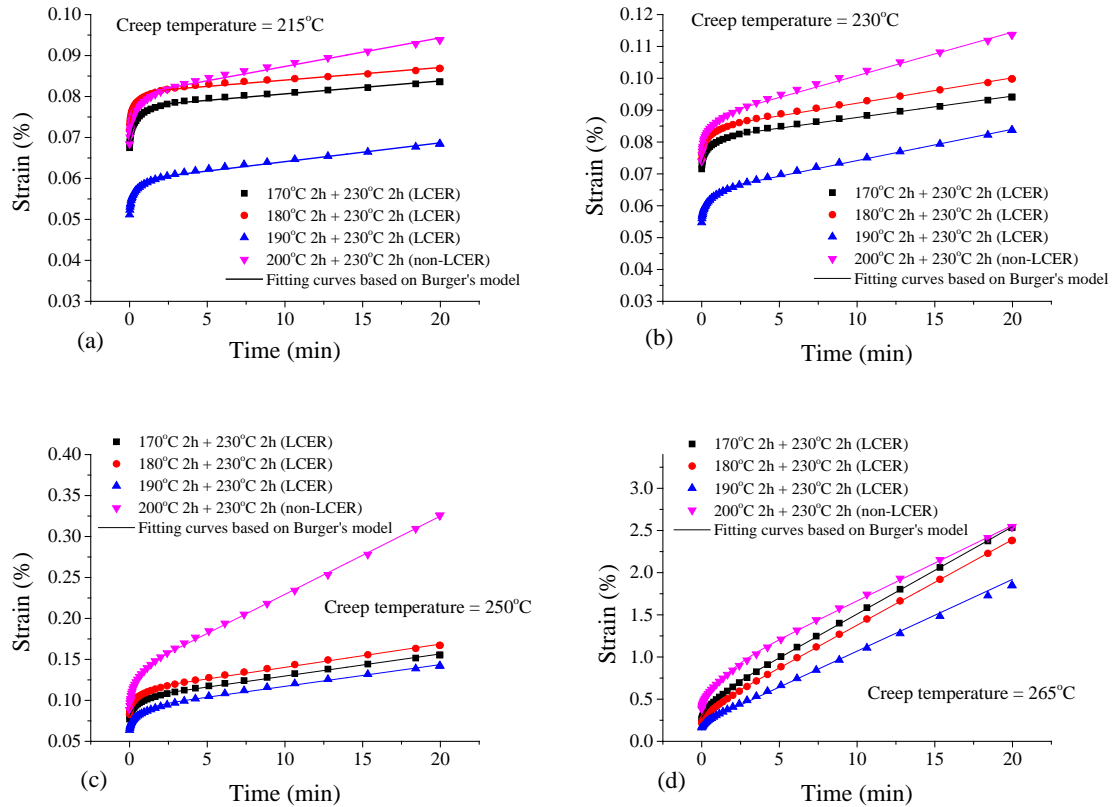 Creep temperature = 215°C
0.10
0.09
0.08
0.07
0.06
0.05
0.04
0.03
Strain (%)
170°C 2h + 230°C 2h (LCER)
180°C 2h + 230°C 2h (LCER)
190°C 2h + 230°C 2h (LCER)
200°C 2h + 230°C 2h (non-LCER)
Fitting curves based on Burger's model
0 5 10 15 20
Time (min)
(a)
Creep temperature = 230°C
0.12
0.10
0.08
0.06
0.04
0.02
0.00
Strain (%)
170°C 2h + 230°C 2h (LCER)
180°C 2h + 230°C 2h (LCER)
190°C 2h + 230°C 2h (LCER)
200°C 2h + 230°C 2h (non-LCER)
Fitting curves based on Burger's model
0 5 10 15 20
Time (min)
(b)
170°C 2h + 230°C 2h (LCER)
180°C 2h + 230°C 2h (LCER)
190°C 2h + 230°C 2h (LCER)
200°C 2h + 230°C 2h (non-LCER)
Fitting curves based on Burger's model
0.40
0.35
0.30
0.25
0.20
0.15
0.10
0.05
Strain (%)
Creep temperature = 250°C
0 5 10 15 20
Time (min)
(c)
170°C 2h + 230°C 2h (LCER)
180°C 2h + 230°C 2h (LCER)
190°C 2h + 230°C 2h (LCER)
200°C 2h + 230°C 2h (non-LCER)
Fitting curves based on Burger's model
3.0
2.5
2.0
1.5
1.0
0.5
0.0
Strain (%)
Creep temperature = 265°C
0 5 10 15 20
Time (min)
(d)